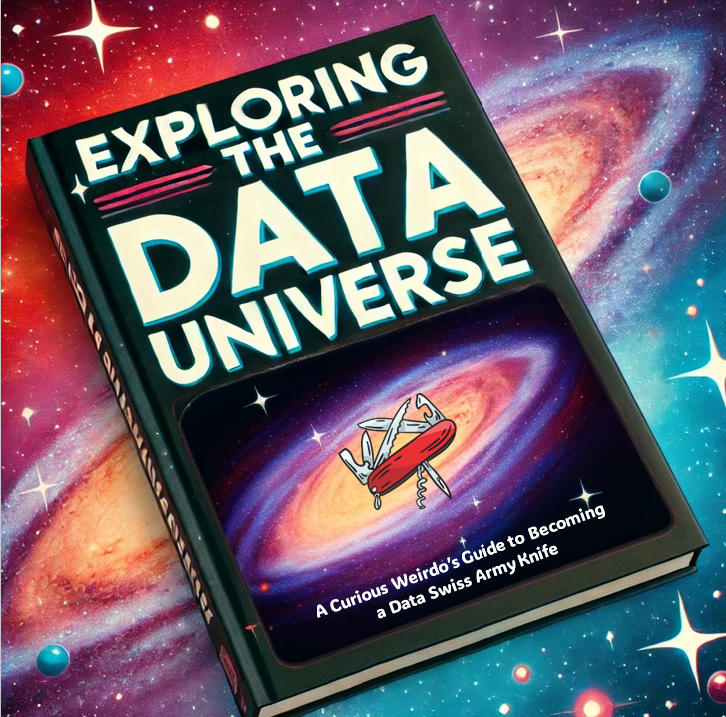 EXPLORING
THE
DATA
UNIVERSE
A Curious Weirdo's Guide to Becoming
a Data Swiss Army Knife